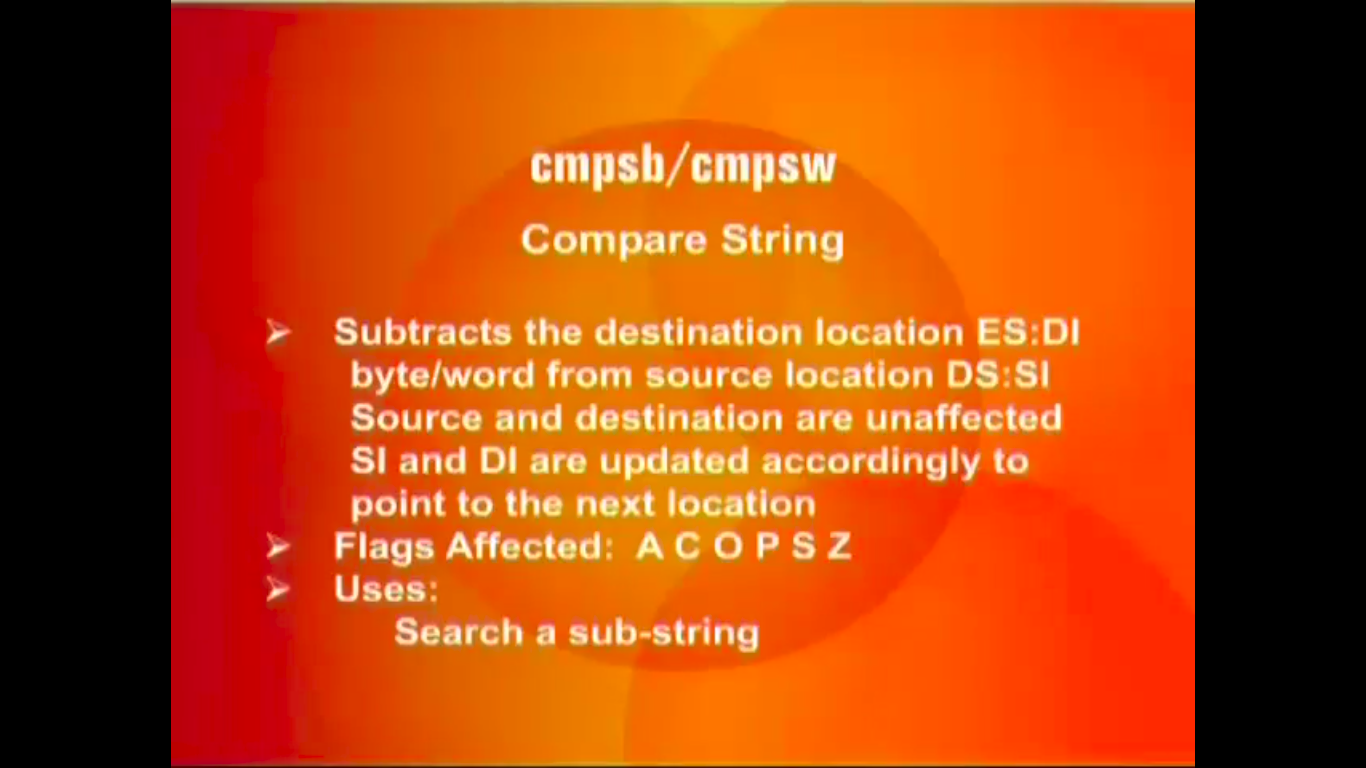 cmpsb/cmpsw
Compare String
➢ Subtracts the destination location ES:DI
byte/word from source location DS:SI
Source and destination are unaffected
SI and DI are updated accordingly to
point to the next location
➢ Flags Affected: A C O P S Z
➢ Uses:
Search a sub-string